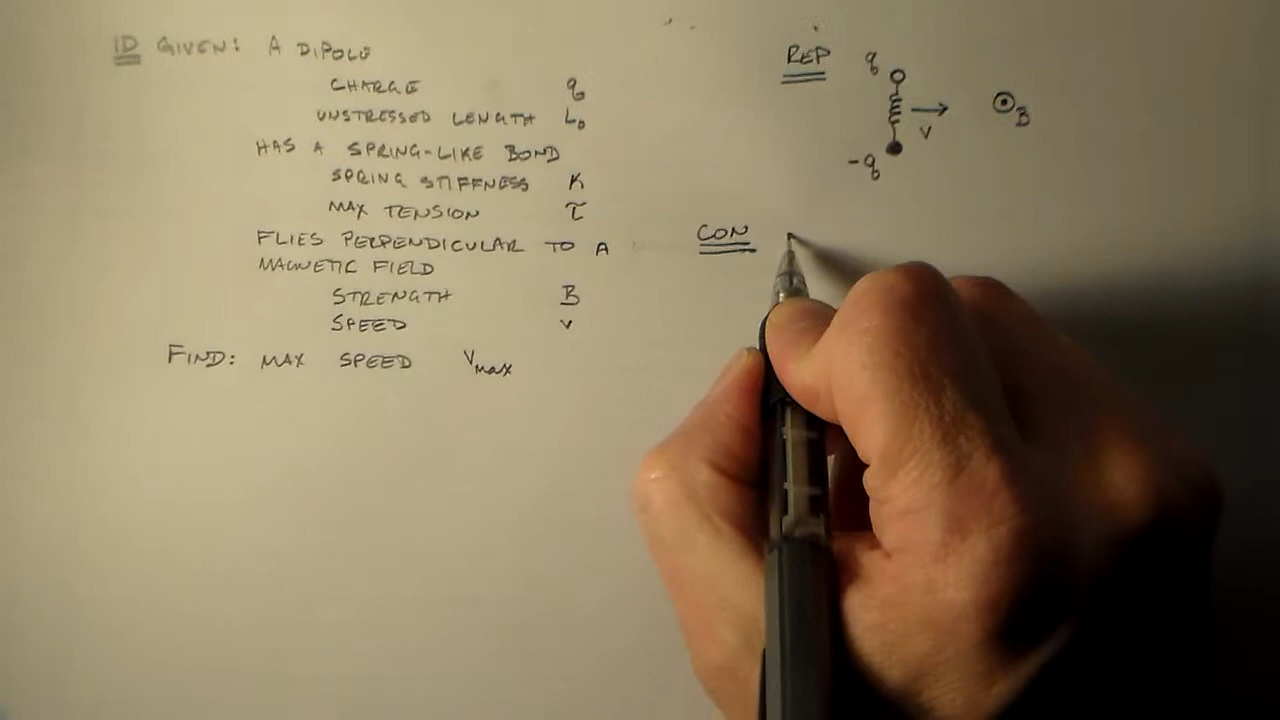 ID GIVEN: A DIPOLE
CHARGE q
UNSTRESSED LENGTH L₀
HAS A SPRING-LIKE BOND
SPRING STIFFNESS K
MAX TENSION τ
FLIES PERPENDICULAR TO A
MAGNETIC FIELD
STRENGTH B
SPEED v
FIND: MAX SPEED Vmax
REP q
v B
-q
CON